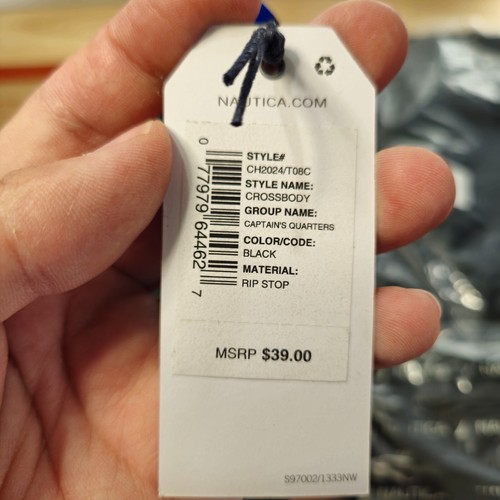 NAUTICA.COM
0 77979 64462 7
STYLE#
CH2024/T08C
STYLE NAME:
CROSSBODY
GROUP NAME:
CAPTAIN'S QUARTERS
COLOR/CODE:
BLACK
MATERIAL:
RIP STOP
MSRP $39.00
S97002/1333NW